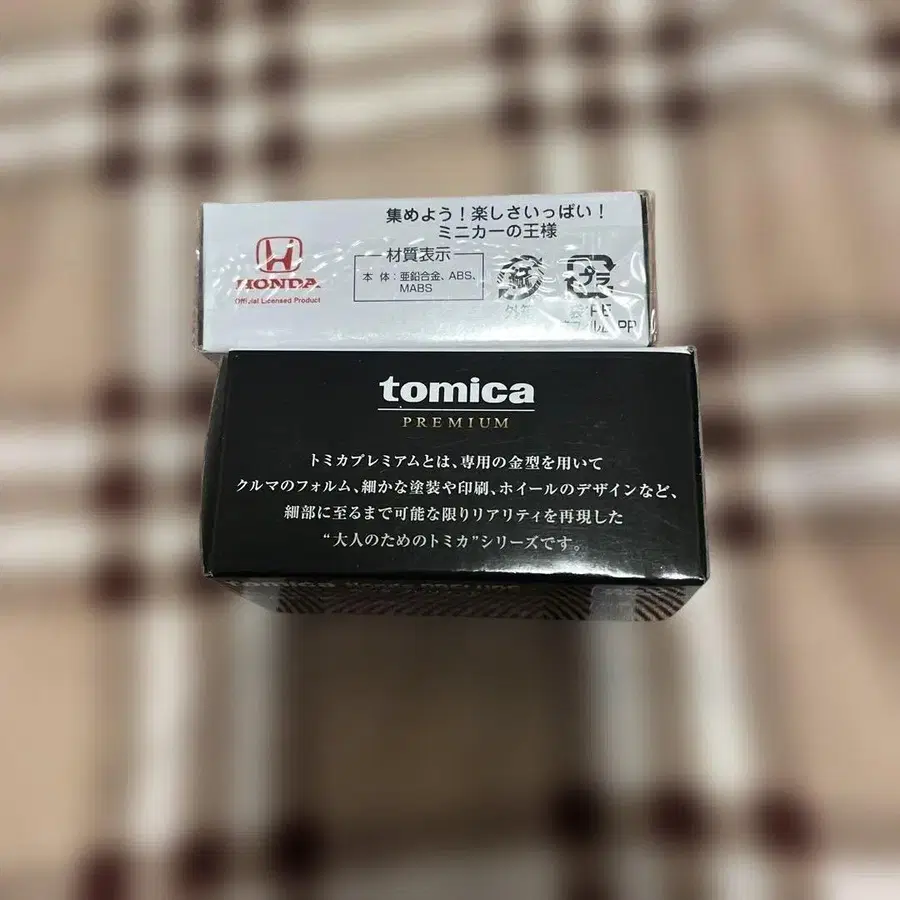 集めよう！楽しさいっぱい！
ミニカーの王様
HONDA
Official Licensed Product
材質表示
本 体：亜鉛合金、ABS、
MABS
紙
プラ
外箱
袋:PE
PP
tomica
PREMIUM
トミカプレミアムとは、専用の金型を用いて
クルマのフォルム、細かな塗装や印刷、ホイールのデザインなど、
細部に至るまで可能な限りリアリティを再現した
“大人のためのトミカ”シリーズです。
tomica